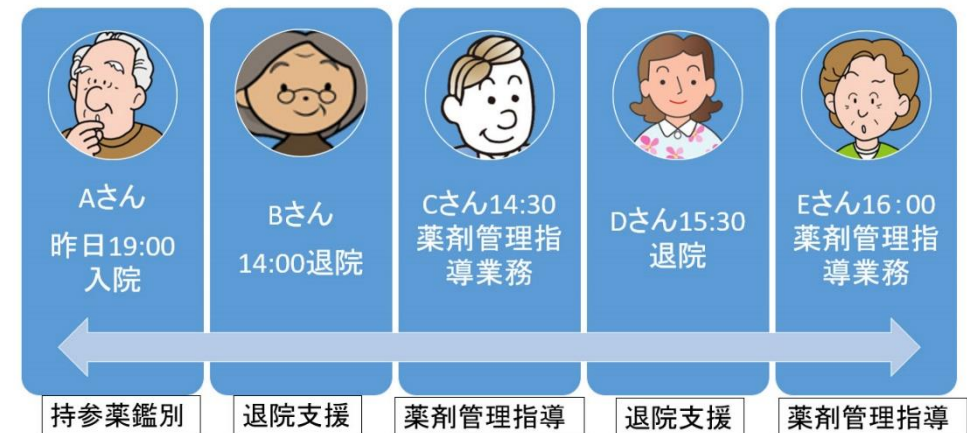 Aさん
昨日19:00
入院
Bさん
14:00退院
Cさん14:30
薬剤管理指
導業務
Dさん15:30
退院
Eさん16:00
薬剤管理指
導業務
持参薬鑑別
退院支援
薬剤管理指導
退院支援
薬剤管理指導